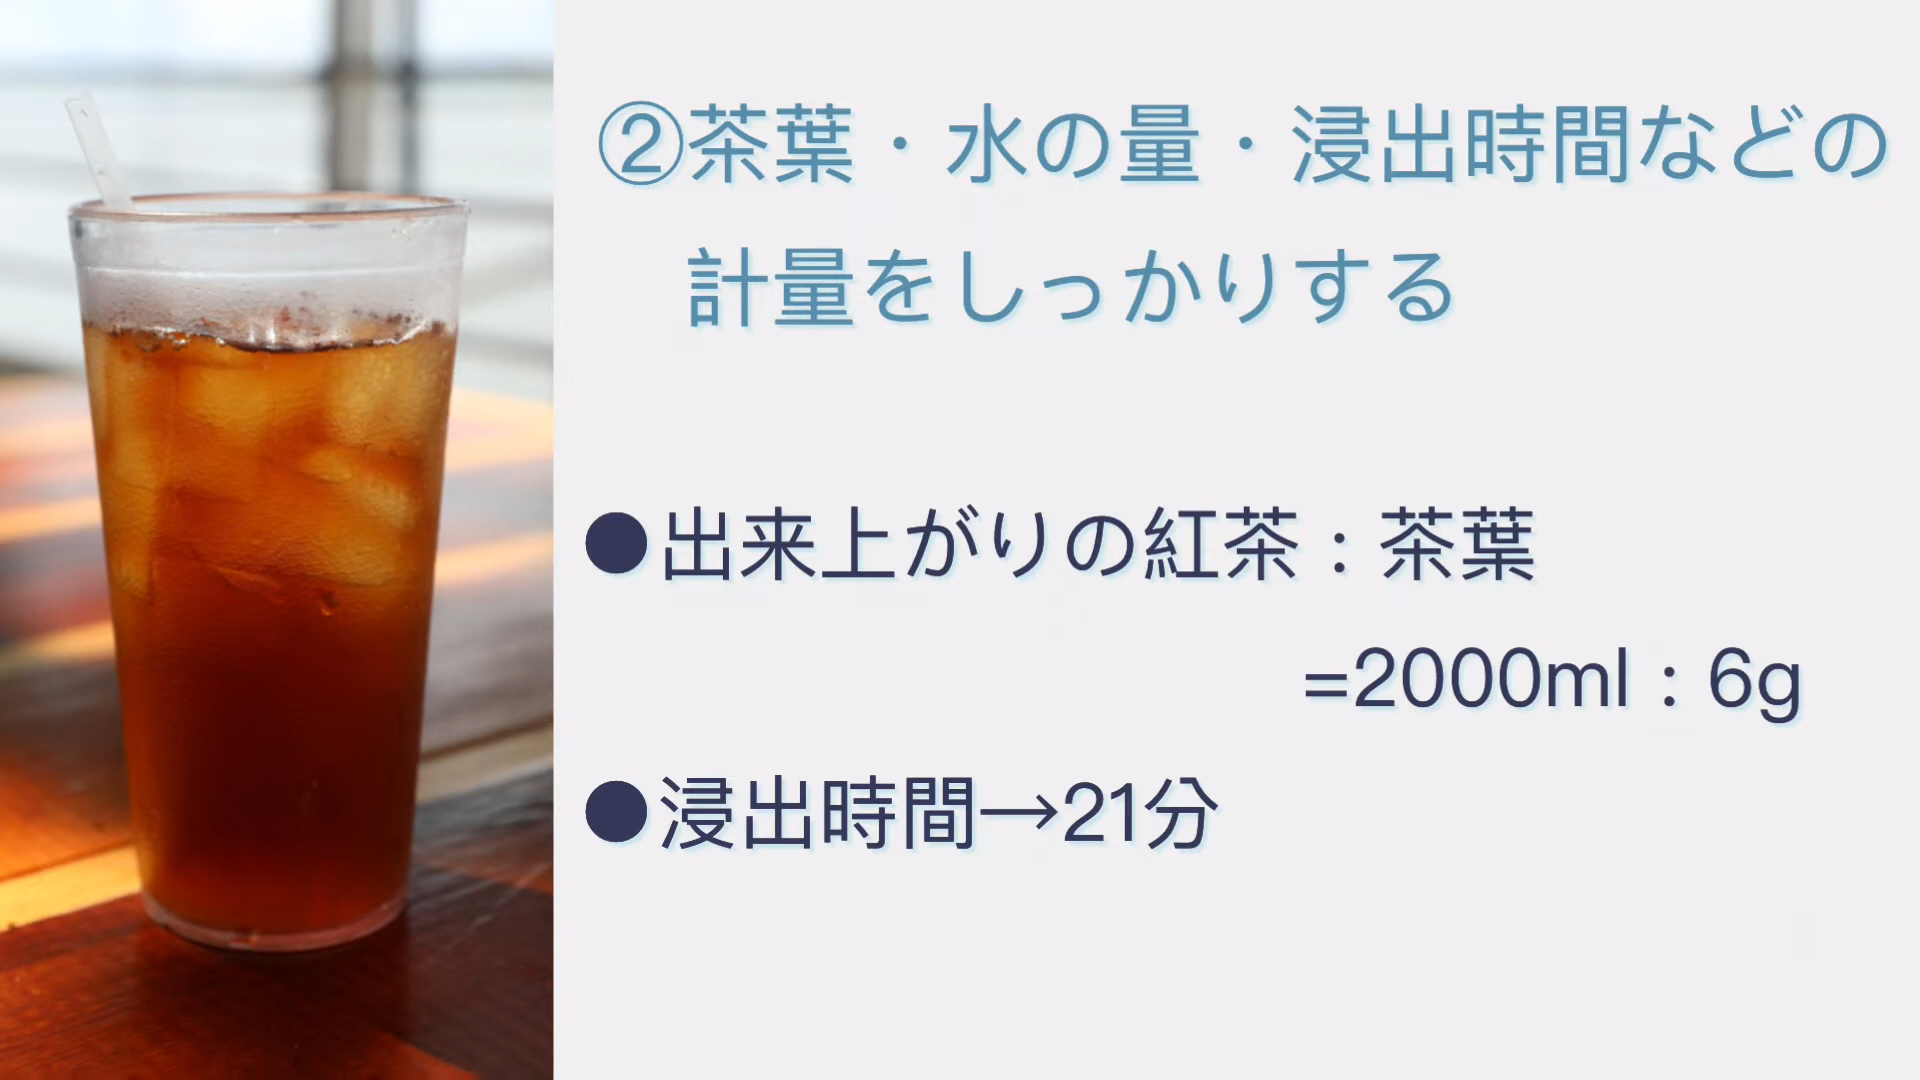 ②茶葉・水の量・浸出時間などの
計量をしっかりする
●出来上がりの紅茶：茶葉
=2000ml：6g
●浸出時間→21分